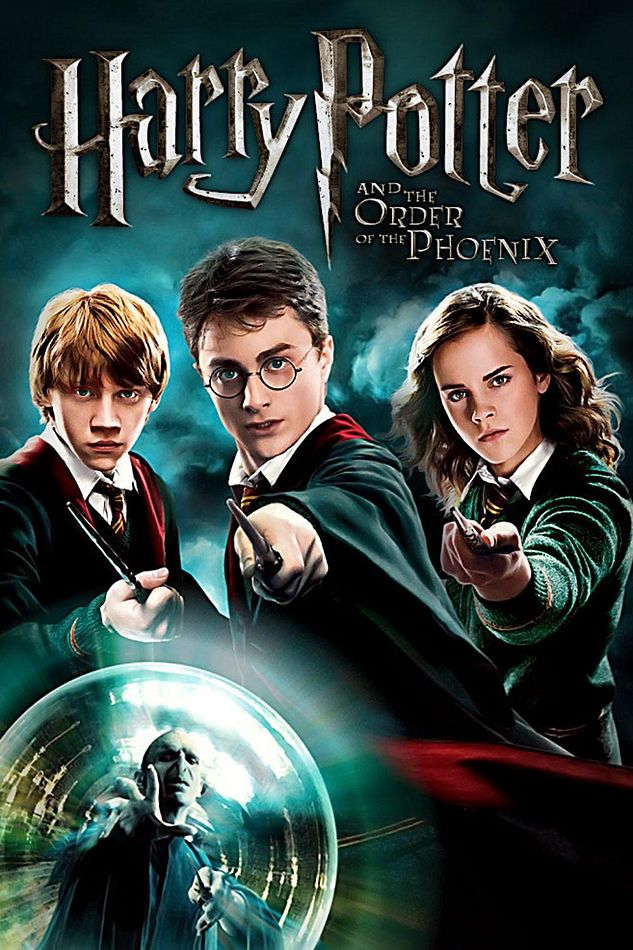 Harry Potter
AND THE
ORDER
OF THE PHOENIX